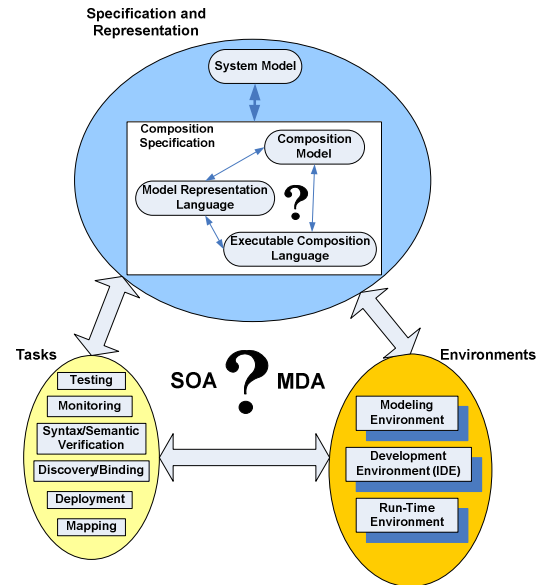 Specification and
Representation
System Model
Composition
Specification
Composition
Model
Model Representation
Language
?
Executable Composition
Language
Tasks
Environments
SOA ? MDA
Testing
Monitoring
Syntax/Semantic
Verification
Discovery/Binding
Deployment
Mapping
Modeling
Environment
Development
Environment (IDE)
Run-Time
Environment